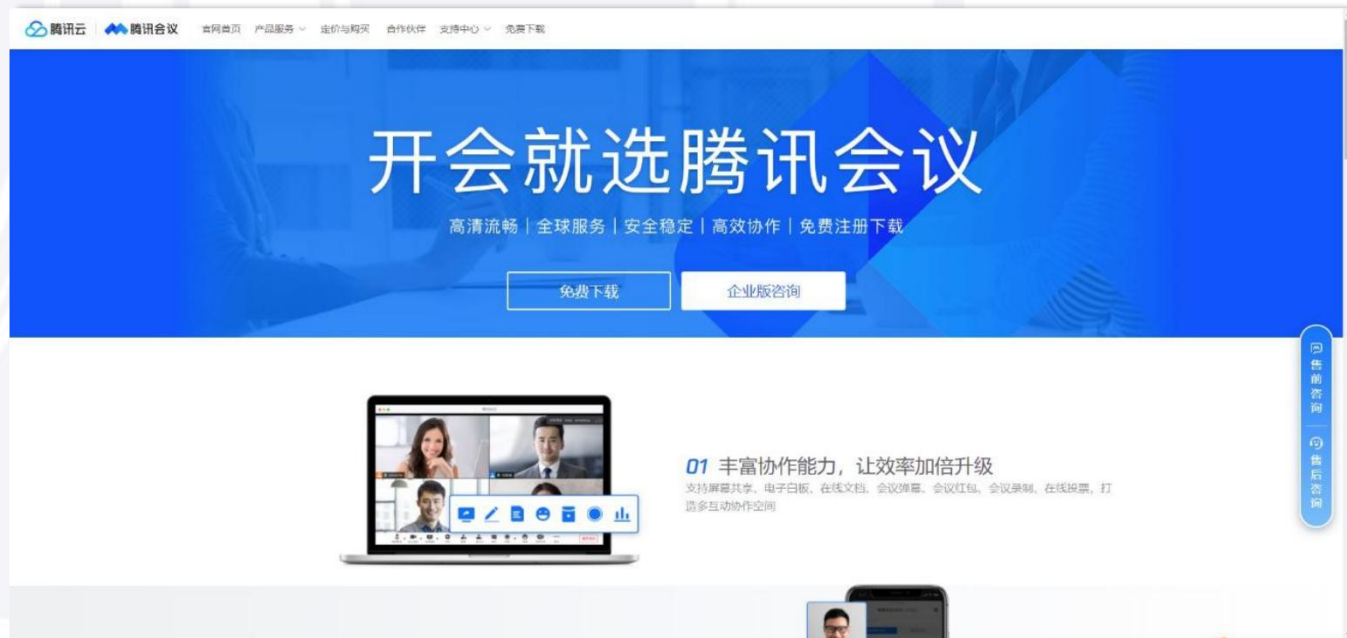 腾讯云 腾讯会议 官网首页 产品服务 定价与购买 合作伙伴 支持中心 免费下载
开会就选腾讯会议
高清流畅｜全球服务｜安全稳定｜高效协作｜免费注册下载
免费下载 企业版咨询
01 丰富协作能力，让效率加倍升级
支持屏幕共享、电子白板、在线文档、会议弹幕、会议红包、会议录制、在线投票，打
造多互动协作空间
售前咨询
售后咨询